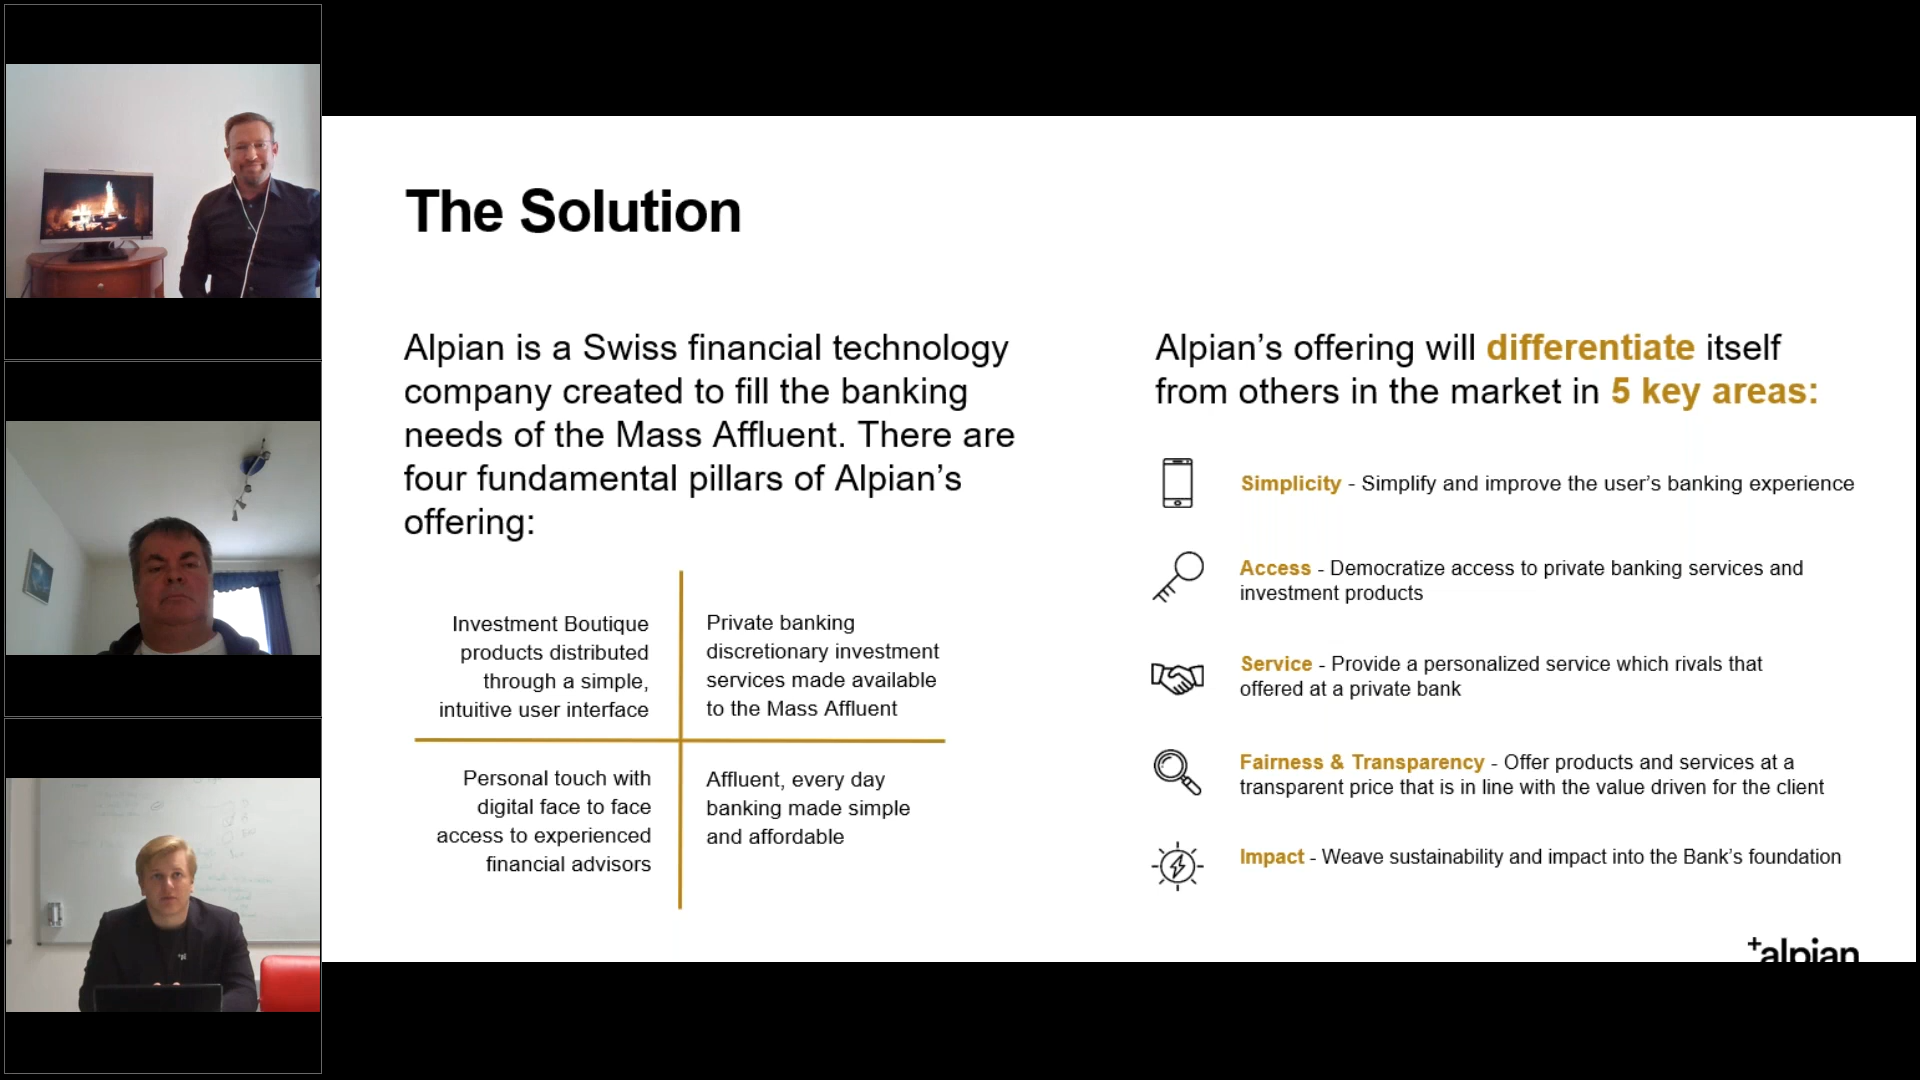 The Solution
Alpian is a Swiss financial technology
company created to fill the banking
needs of the Mass Affluent. There are
four fundamental pillars of Alpian’s
offering:
Investment Boutique
products distributed
through a simple,
intuitive user interface
Private banking
discretionary investment
services made available
to the Mass Affluent
Personal touch with
digital face to face
access to experienced
financial advisors
Affluent, every day
banking made simple
and affordable
Alpian’s offering will differentiate itself
from others in the market in 5 key areas:
Simplicity - Simplify and improve the user’s banking experience
Access - Democratize access to private banking services and
investment products
Service - Provide a personalized service which rivals that
offered at a private bank
Fairness & Transparency - Offer products and services at a
transparent price that is in line with the value driven for the client
Impact - Weave sustainability and impact into the Bank’s foundation
+alpian